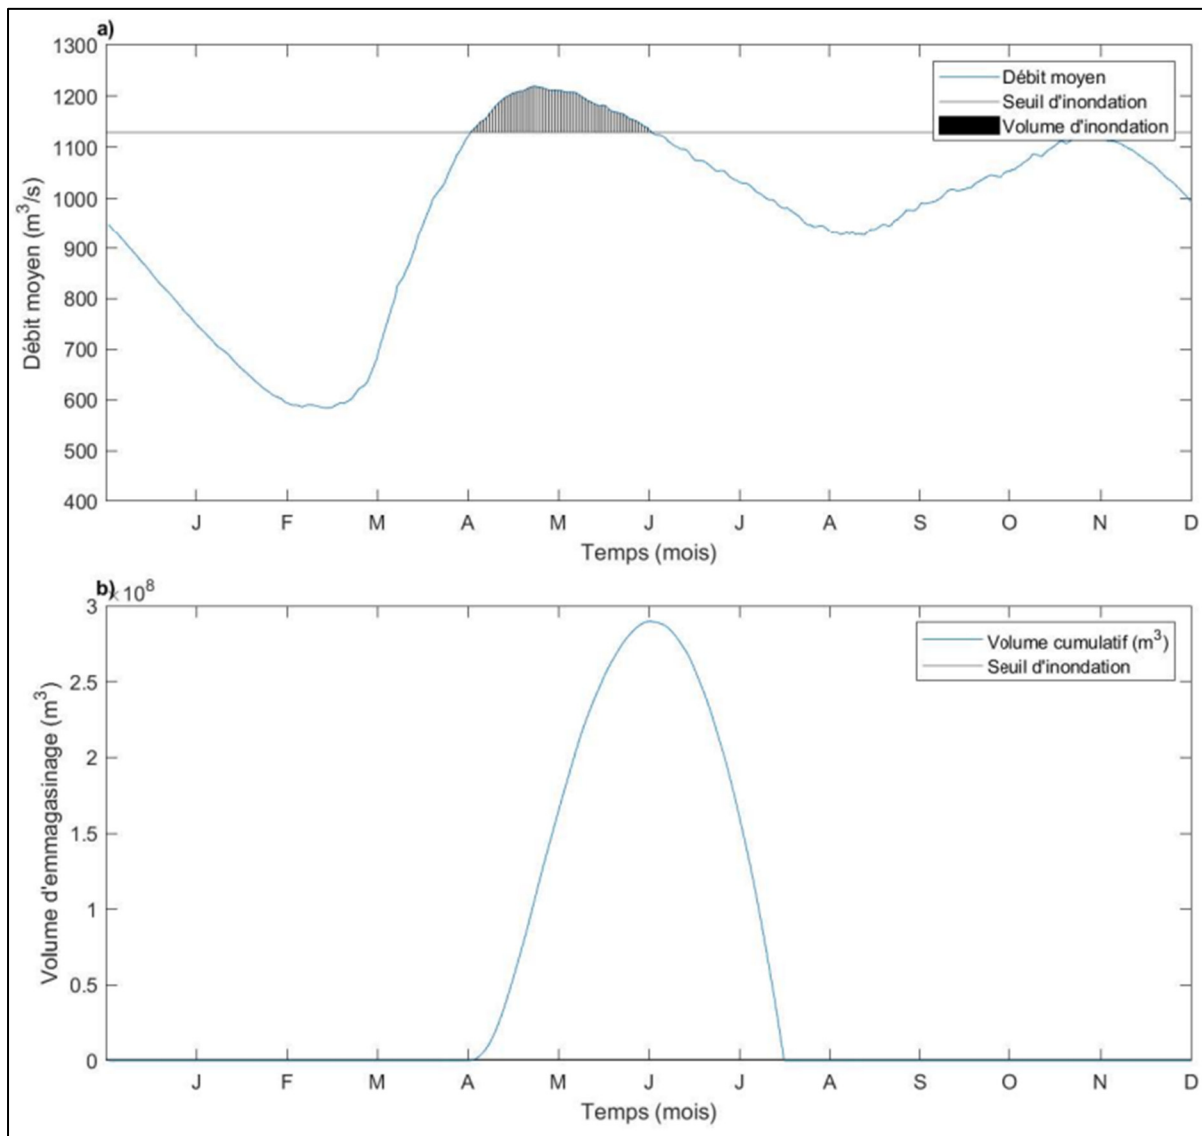 a)
1300
1200
1100
1000
900
800
700
600
500
400
Débit moyen (m³/s)
Débit moyen
Seuil d'inondation
Volume d'inondation
J F M A M J J A S O N D
Temps (mois)
b)
×10⁸
3
2.5
2
1.5
1
0.5
0
Volume d'emmagasinage (m³)
Volume cumulatif (m³)
Seuil d'inondation
J F M A M J J A S O N D
Temps (mois)